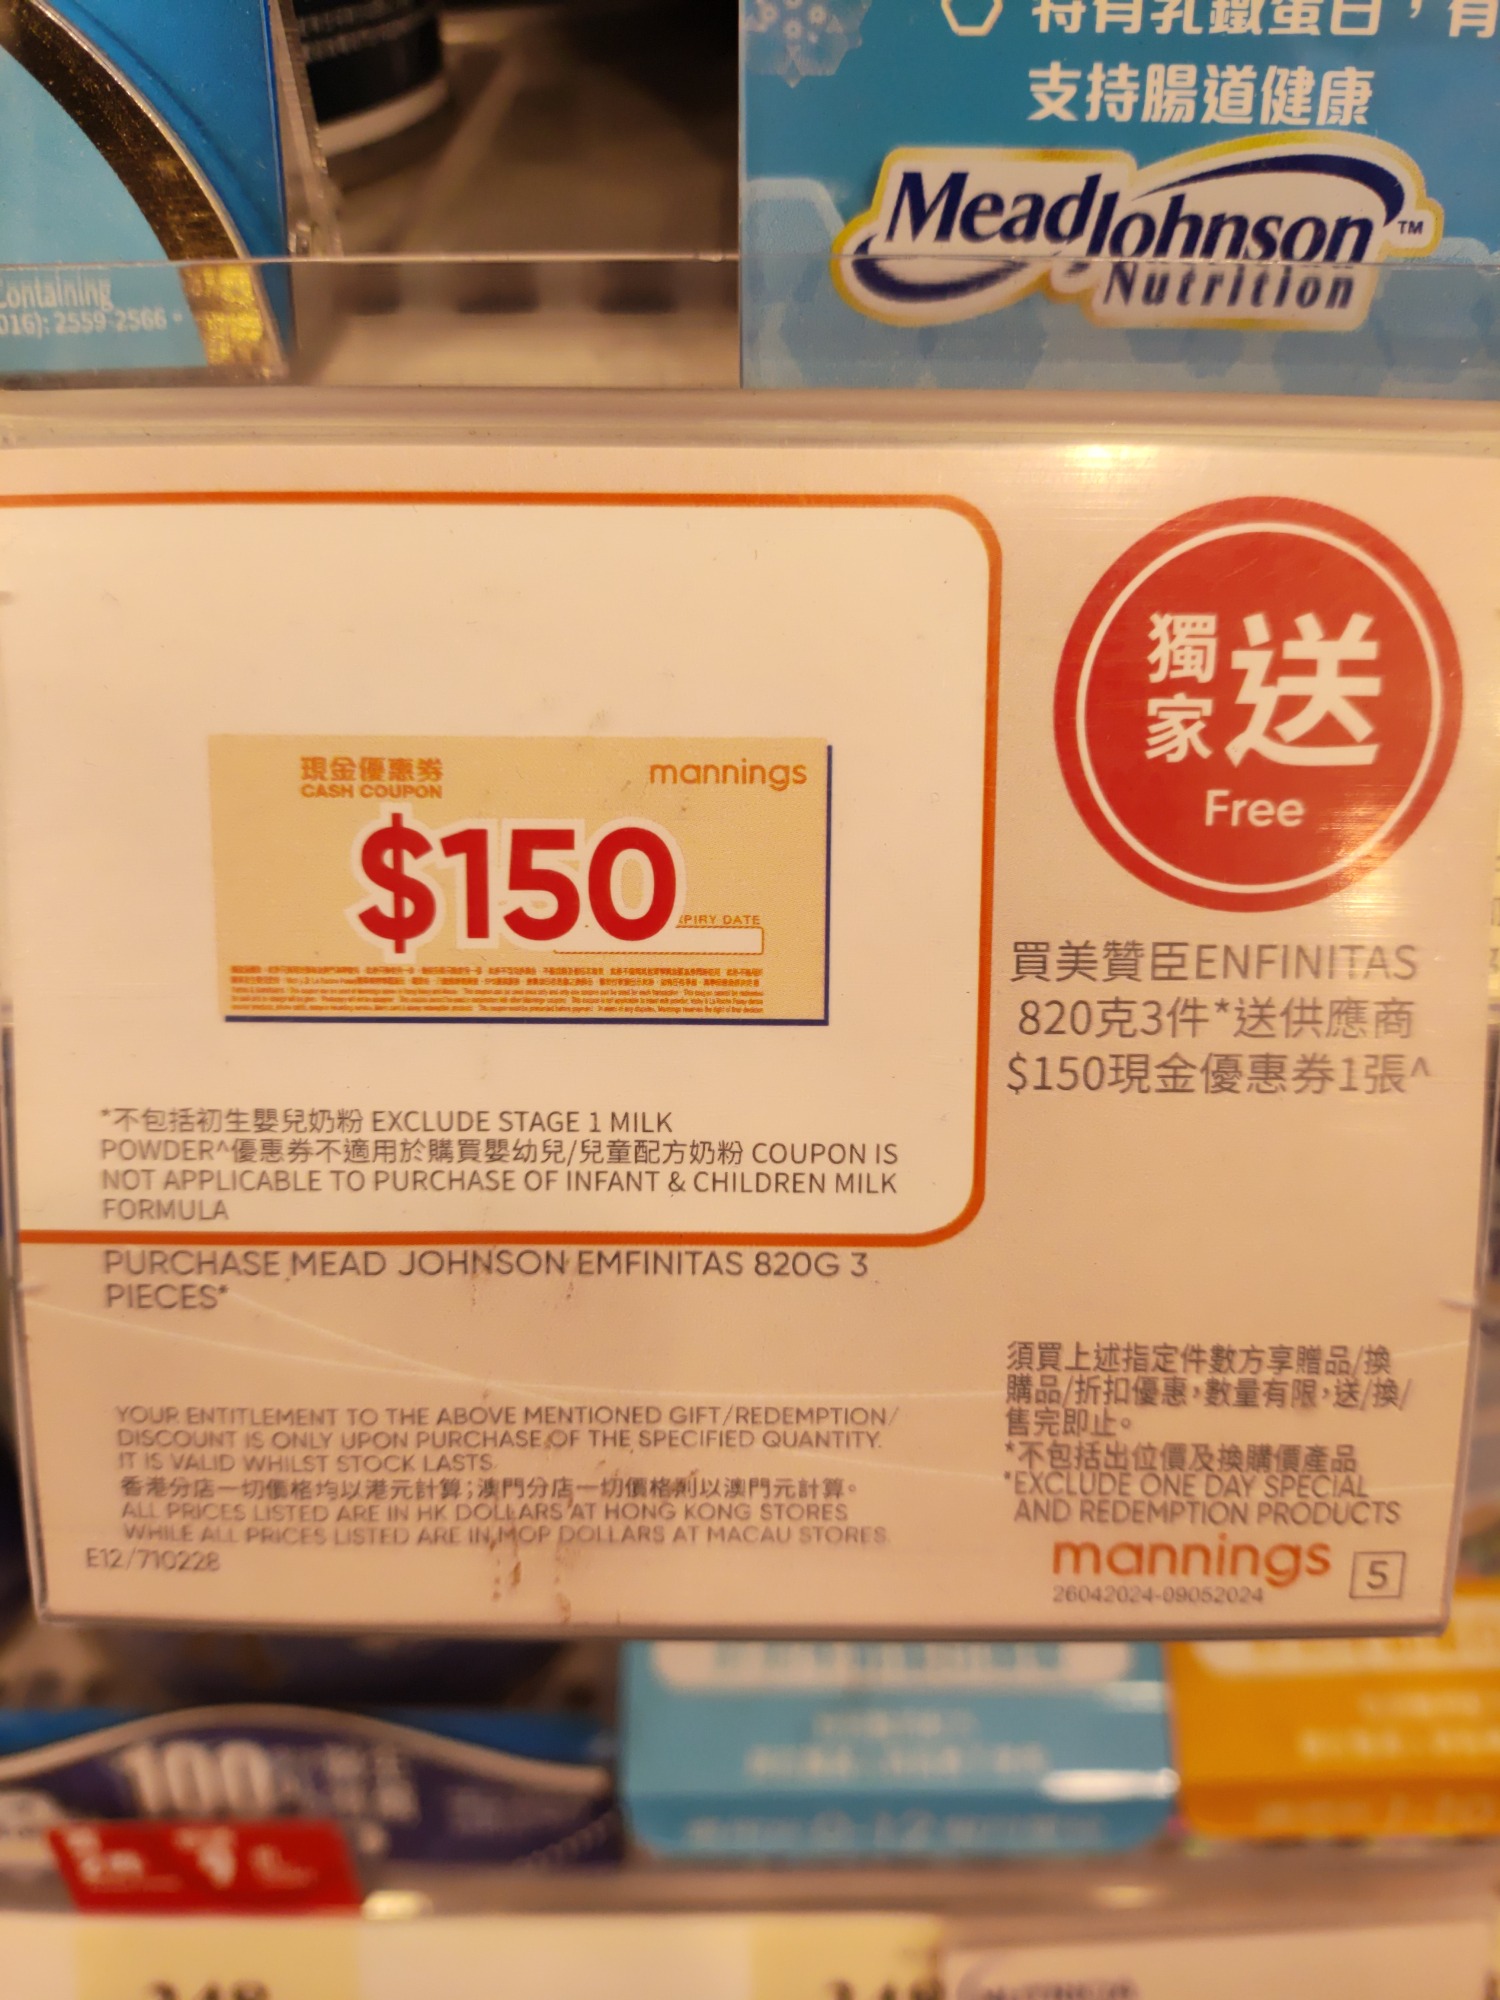 支持腸道健康
MeadJohnson™
Nutrition
Containing
016): 2559-2566
獨家送
Free
現金優惠券
CASH COUPON
mannings
$150
PIRY DATE
買美贊臣ENFINITAS
820克3件*送供應商
$150現金優惠券1張^
*不包括初生嬰兒奶粉 EXCLUDE STAGE 1 MILK
POWDER^優惠券不適用於購買嬰幼兒/兒童配方奶粉 COUPON IS
NOT APPLICABLE TO PURCHASE OF INFANT & CHILDREN MILK
FORMULA
PURCHASE MEAD JOHNSON EMFINITAS 820G 3
PIECES*
須買上述指定件數方享贈品/換
購品/折扣優惠,數量有限,送/換/
售完即止。
*不包括出位價及換購價產品
*EXCLUDE ONE DAY SPECIAL
AND REDEMPTION PRODUCTS
YOUR ENTITLEMENT TO THE ABOVE MENTIONED GIFT/REDEMPTION/
DISCOUNT IS ONLY UPON PURCHASE OF THE SPECIFIED QUANTITY.
IT IS VALID WHILST STOCK LASTS.
香港分店一切價格均以港元計算;澳門分店一切價格則以澳門元計算。
ALL PRICES LISTED ARE IN HK DOLLARS AT HONG KONG STORES
WHILE ALL PRICES LISTED ARE IN MOP DOLLARS AT MACAU STORES.
E12/710228
mannings
5
26042024-09052024
100